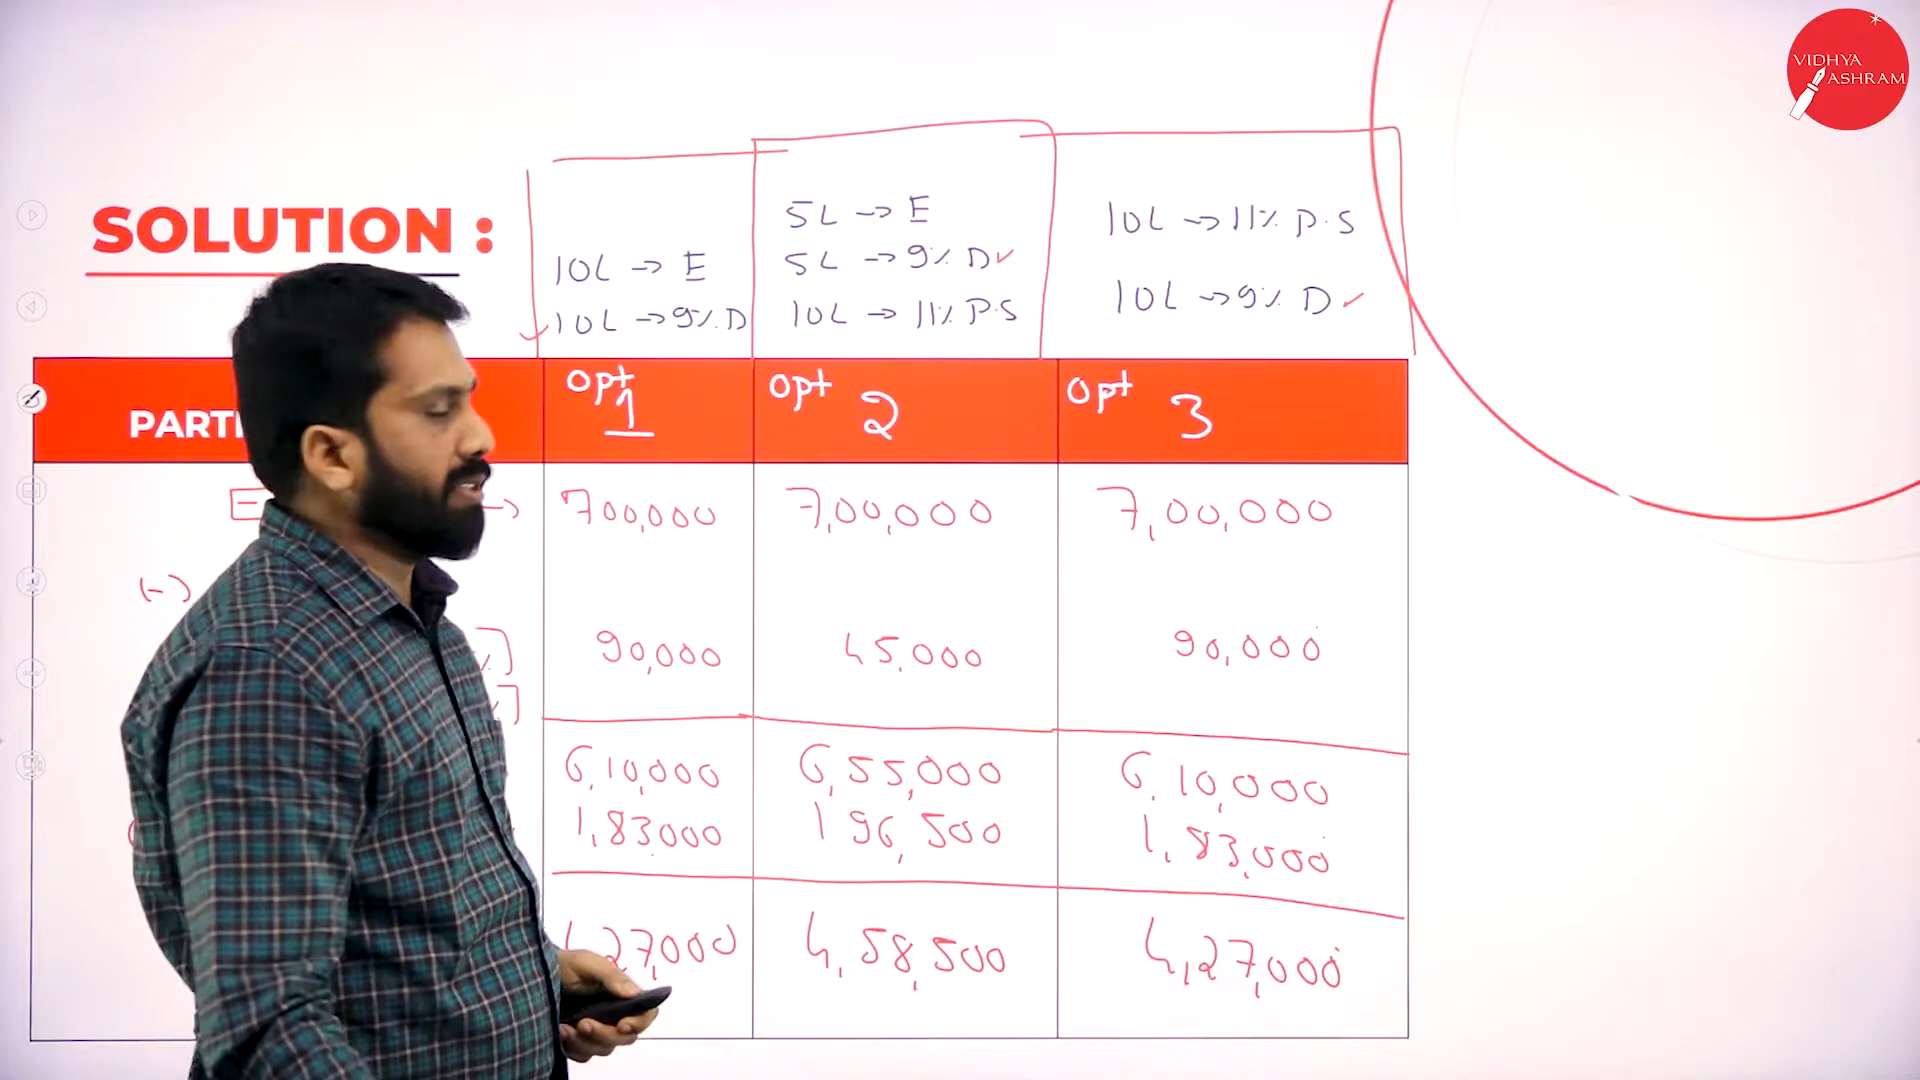 VIDHYA
ASHRAM
SOLUTION :
10L → E
10L → 9% D
5L → E
5L → 9% D ✓
10L → 11% P.S
10L → 11% P.S
10L → 9% D ✓
opt 1
opt 2
opt 3
700,000 7,00,000 7,00,000
(-)
90,000 45,000 90,000
6,10,000 6,55,000 6,10,000
1,83,000 196,500 1,83,000
27,000 4,58,500 4,27,000